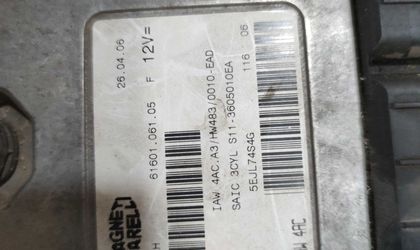 MAGNETI
MARELLI
26.04.06
61601.061.05 F 12V=
IAW 4AC.A3/HW483/0010-EAD
SAIC 3CYL S11-3605010EA
5EJL74S4G 116 06
4AC